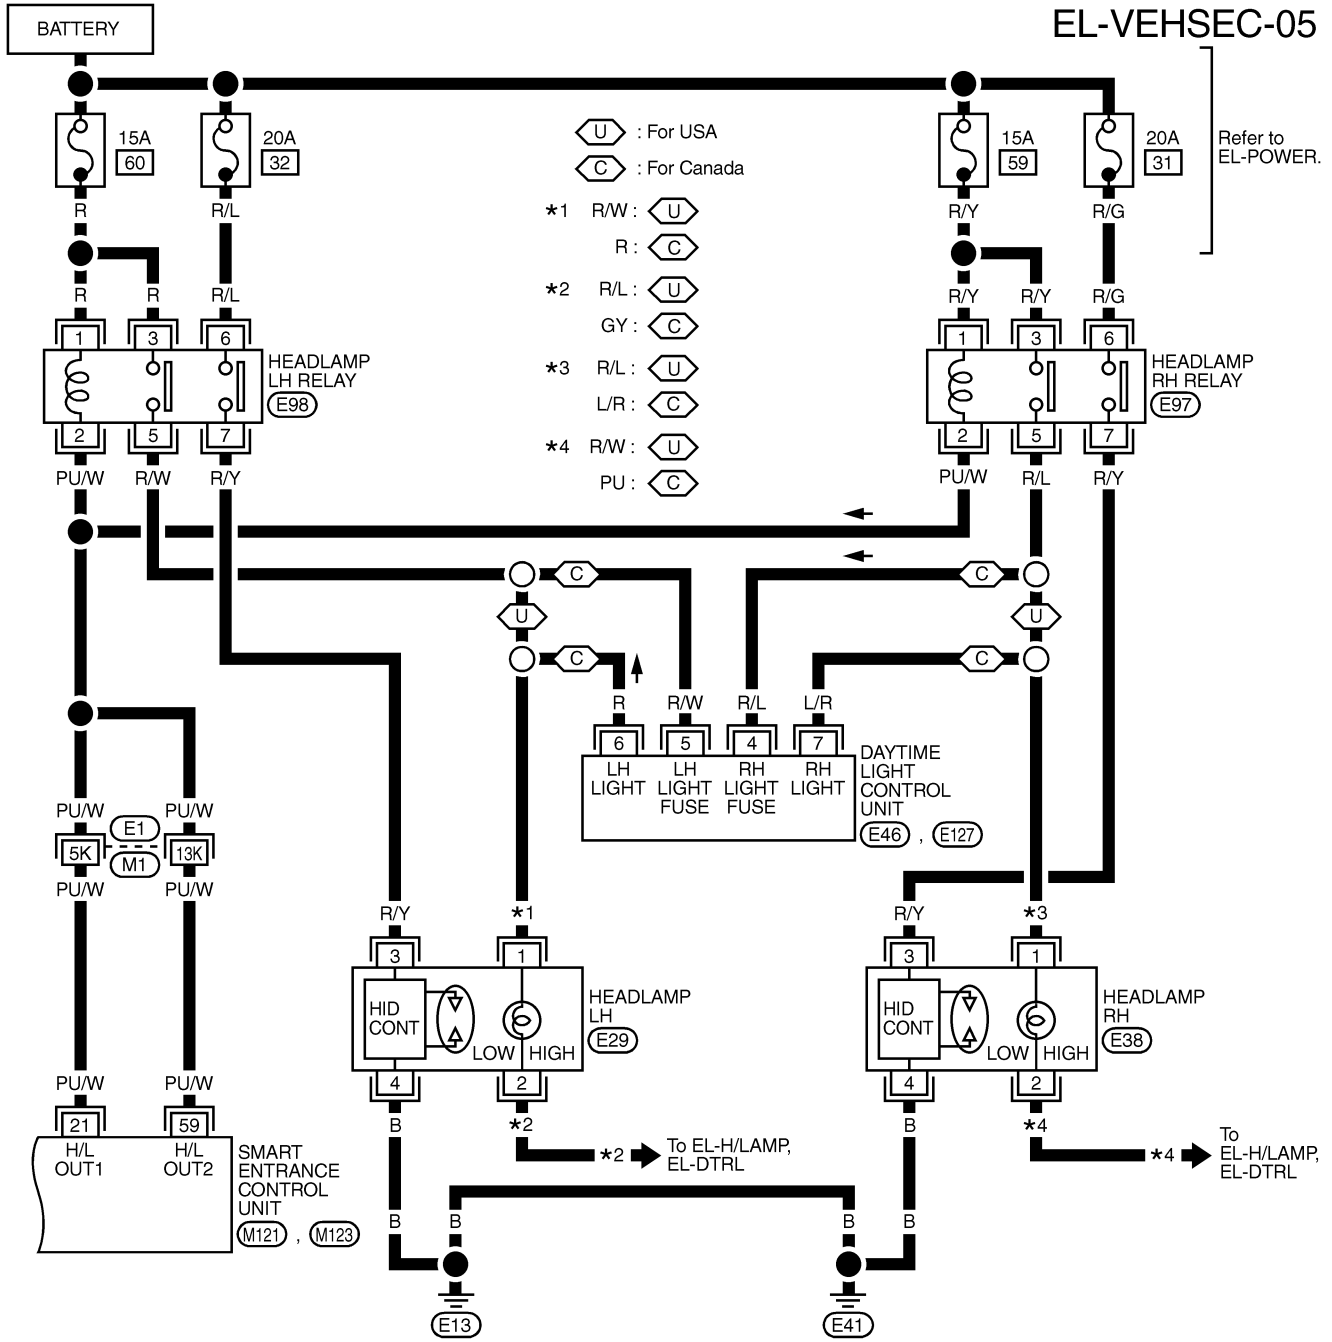 BATTERY
EL-VEHSEC-05
15A
60
20A
32
15A
59
20A
31
Refer to
EL-POWER.
U : For USA
C : For Canada
R
R/L
R/Y
R/G
*1 R/W : U
R : C
*2 R/L : U
GY : C
*3 R/L : U
L/R : C
*4 R/W : U
PU : C
R
R
R/L
R/Y
R/Y
R/G
1
3
6
1
3
6
HEADLAMP
LH RELAY
E98
HEADLAMP
RH RELAY
E97
2
5
7
2
5
7
PU/W
R/W
R/Y
PU/W
R/L
R/Y
C
C
U
U
C
C
R
R/W
R/L
L/R
6
5
4
7
LH
LIGHT
LH
LIGHT
FUSE
RH
LIGHT
FUSE
RH
LIGHT
DAYTIME
LIGHT
CONTROL
UNIT
E46 , E127
PU/W
PU/W
E1
5K
13K
M1
PU/W
PU/W
R/Y
*1
R/Y
*3
3
1
3
1
HID
CONT
LOW
HIGH
HEADLAMP
LH
E29
HID
CONT
LOW
HIGH
HEADLAMP
RH
E38
4
2
4
2
PU/W
PU/W
21
59
H/L
OUT1
H/L
OUT2
SMART
ENTRANCE
CONTROL
UNIT
M121 , M123
B
*2
*2
To EL-H/LAMP,
EL-DTRL
B
*4
*4
To
EL-H/LAMP,
EL-DTRL
B
B
B
B
E13
E41